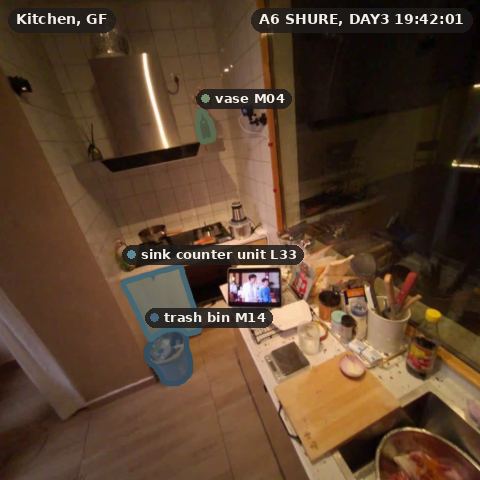 Kitchen, GF
A6 SHURE, DAY3 19:42:01
vase M04
sink counter unit L33
trash bin M14